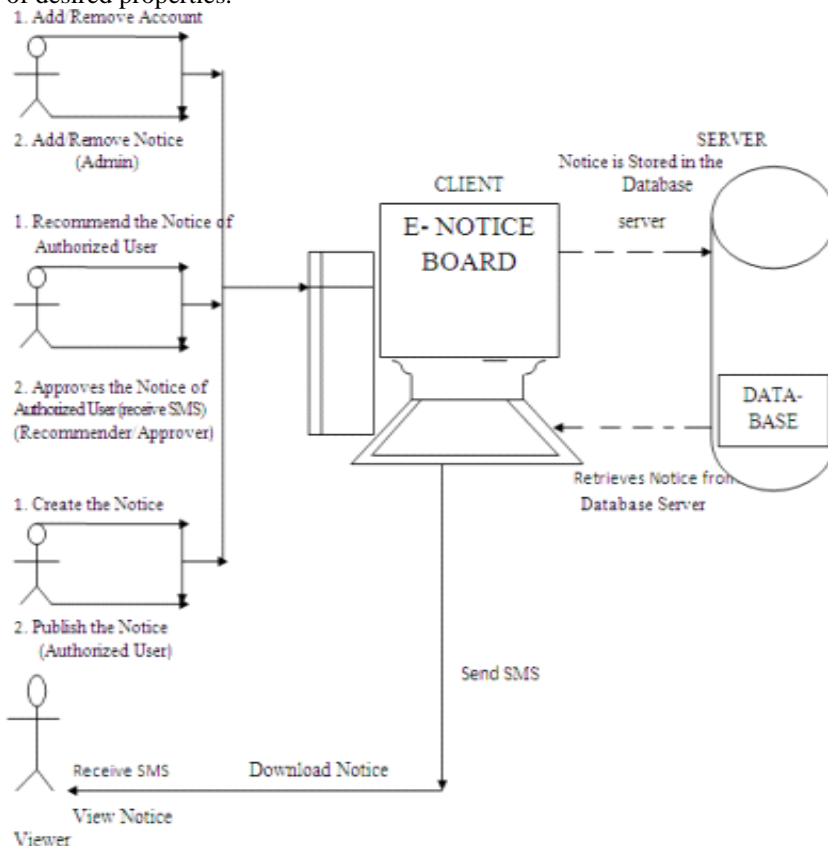 of desired properties.
1. Add/Remove Account
2. Add/Remove Notice
(Admin)
1. Recommend the Notice of
Authorized User
2. Approves the Notice of
Authorized User (receive SMS)
(Recommender/Approver)
1. Create the Notice
2. Publish the Notice
(Authorized User)
CLIENT
E- NOTICE
BOARD
SERVER
Notice is Stored in the
Database
server
DATA-
BASE
Retrieves Notice from
Database Server
Send SMS
Receive SMS
Download Notice
View Notice
Viewer